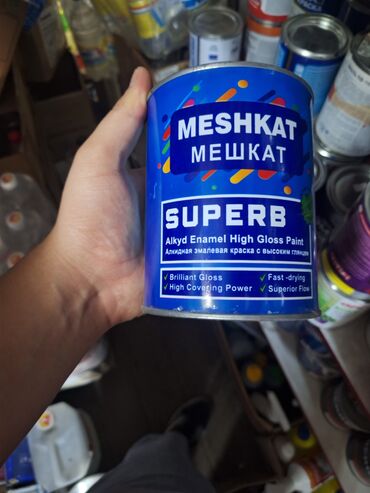 MESHKAT
МЕШКАТ
SUPERB
Alkyd Enamel High Gloss Paint
Алкидная эмалевая краска с высоким глянцем
✓ Brilliant Gloss ✓ Fast -drying
✓ High Covering Power ✓ Superior Flow